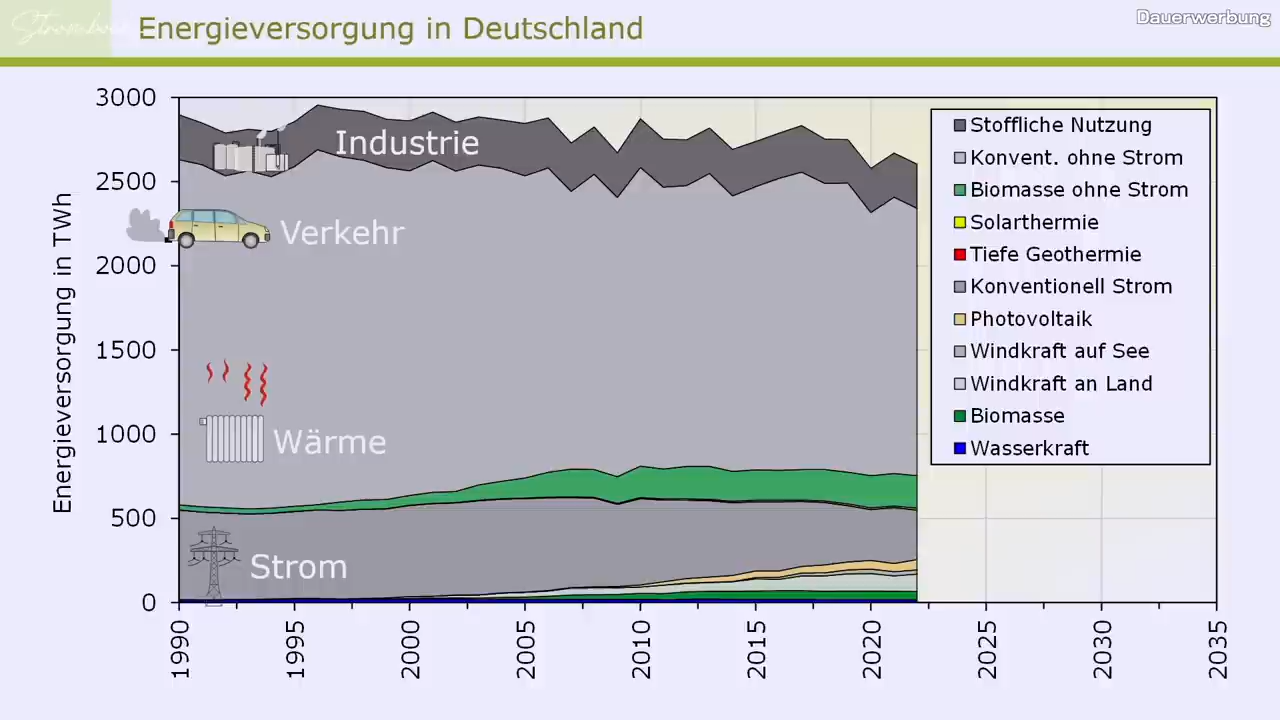 Energieversorgung in Deutschland
Dauerwerbung
Energieversorgung in TWh
3000
2500
2000
1500
1000
500
0
Industrie
Verkehr
Wärme
Strom
Stoffliche Nutzung
Konvent. ohne Strom
Biomasse ohne Strom
Solarthermie
Tiefe Geothermie
Konventionell Strom
Photovoltaik
Windkraft auf See
Windkraft an Land
Biomasse
Wasserkraft
1990
1995
2000
2005
2010
2015
2020
2025
2030
2035